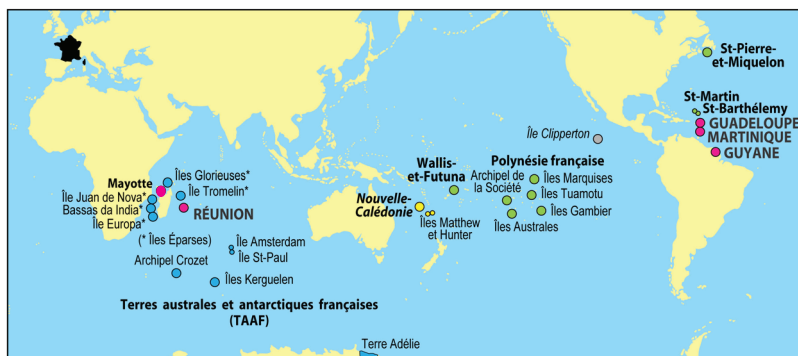 St-Pierre-
et-Miquelon
St-Martin
St-Barthélemy
GUADELOUPE
MARTINIQUE
GUYANE
Île Clipperton
Wallis-
et-Futuna
Polynésie française
Archipel de
la Société
Îles Marquises
Îles Tuamotu
Îles Gambier
Îles Australes
Nouvelle-
Calédonie
Îles Matthew
et Hunter
Îles Glorieuses*
Mayotte
Île Tromelin*
Île Juan de Nova*
Bassas da India*
Île Europa*
RÉUNION
(* Îles Éparses)
Île Amsterdam
Île St-Paul
Archipel Crozet
Îles Kerguelen
Terres australes et antarctiques françaises
(TAAF)
Terre Adélie